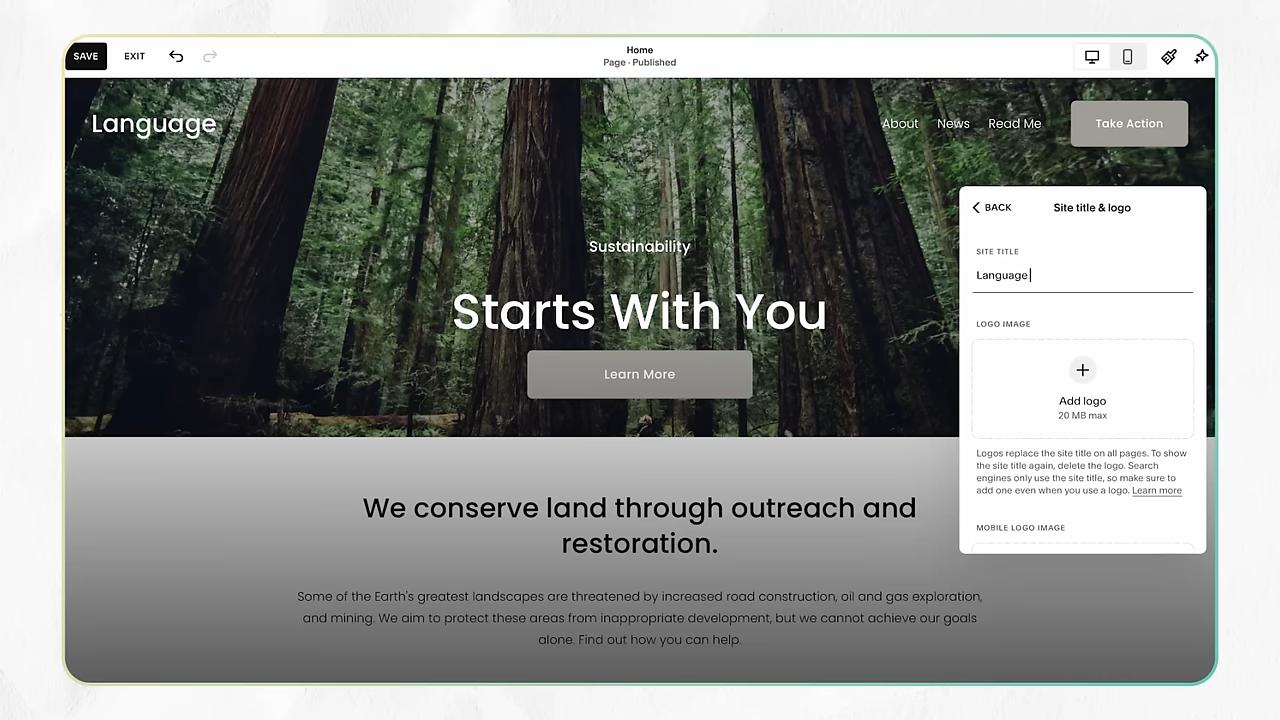 SAVE
EXIT
Home
Page · Published
Language
About
News
Read Me
Take Action
Sustainability
Starts With You
Learn More
BACK
Site title & logo
SITE TITLE
Language
LOGO IMAGE
Add logo
20 MB max
Logos replace the site title on all pages. To show
the site title again, delete the logo. Search
engines only use the site title, so make sure to
add one even when you use a logo. Learn more
MOBILE LOGO IMAGE
We conserve land through outreach and
restoration.
Some of the Earth's greatest landscapes are threatened by increased road construction, oil and gas exploration,
and mining. We aim to protect these areas from inappropriate development, but we cannot achieve our goals
alone. Find out how you can help.